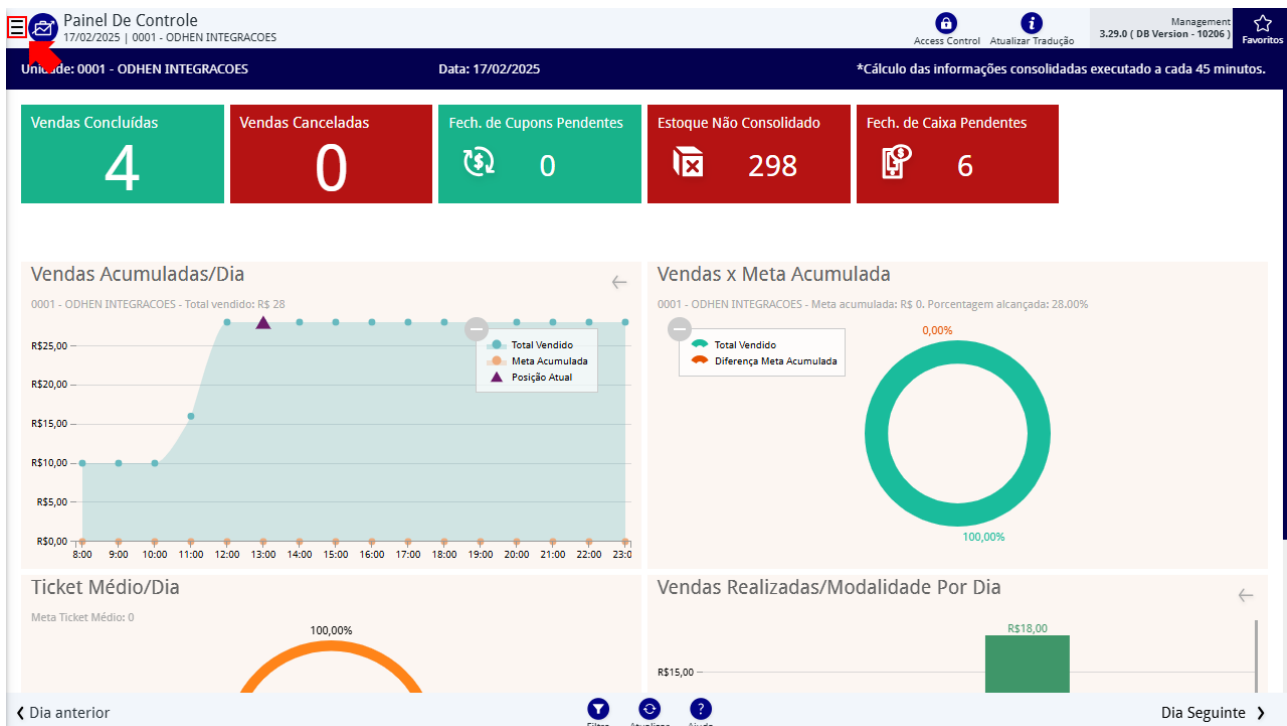 Painel De Controle
17/02/2025 | 0001 - ODHEN INTEGRACOES
Access Control
Atualizar Tradução
Management
3.29.0 ( DB Version - 10206 )
Favoritos
Unidade: 0001 - ODHEN INTEGRACOES
Data: 17/02/2025
*Cálculo das informações consolidadas executado a cada 45 minutos.
Vendas Concluídas
4
Vendas Canceladas
0
Fech. de Cupons Pendentes
0
Estoque Não Consolidado
298
Fech. de Caixa Pendentes
6
Vendas Acumuladas/Dia
0001 - ODHEN INTEGRACOES - Total vendido: R$ 28
R$25,00
R$20,00
R$15,00
R$10,00
R$5,00
R$0,00
8:00 9:00 10:00 11:00 12:00 13:00 14:00 15:00 16:00 17:00 18:00 19:00 20:00 21:00 22:00 23:0
Total Vendido
Meta Acumulada
Posição Atual
Vendas x Meta Acumulada
0001 - ODHEN INTEGRACOES - Meta acumulada: R$ 0. Porcentagem alcançada: 28.00%
Total Vendido
Diferença Meta Acumulada
0,00%
100,00%
Ticket Médio/Dia
Meta Ticket Médio: 0
100,00%
Vendas Realizadas/Modalidade Por Dia
R$18,00
R$15,00
Dia anterior
Filtro
Atualizar
Ajuda
Dia Seguinte